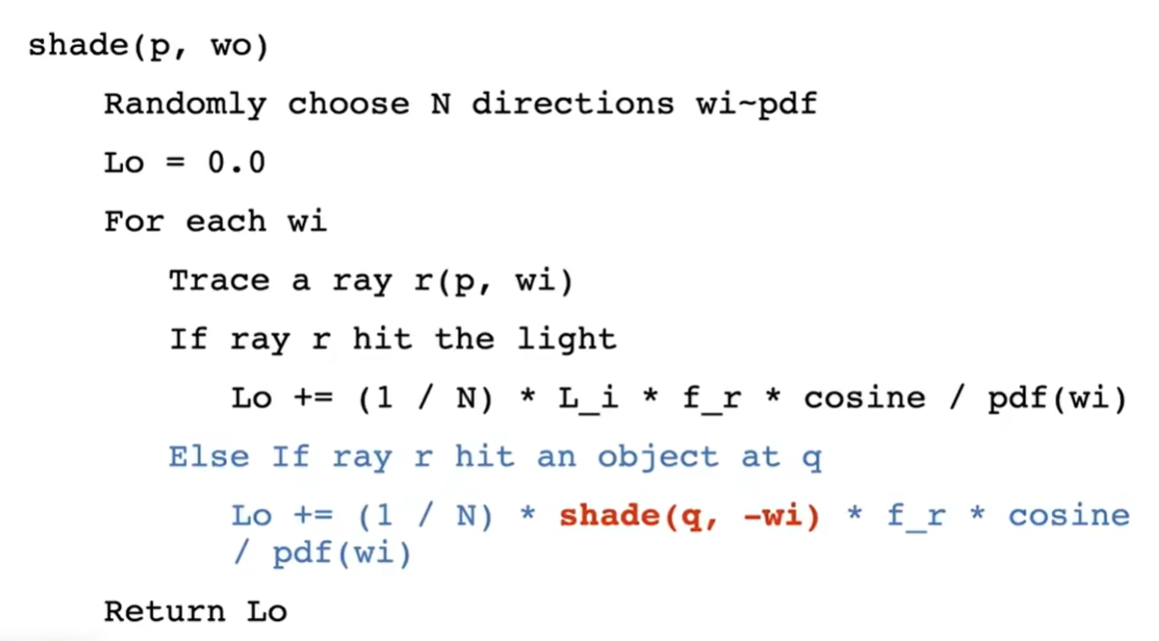 shade(p, wo)
Randomly choose N directions wi~pdf
Lo = 0.0
For each wi
Trace a ray r(p, wi)
If ray r hit the light
Lo += (1 / N) * L_i * f_r * cosine / pdf(wi)
Else If ray r hit an object at q
Lo += (1 / N) * shade(q, -wi) * f_r * cosine
/ pdf(wi)
Return Lo